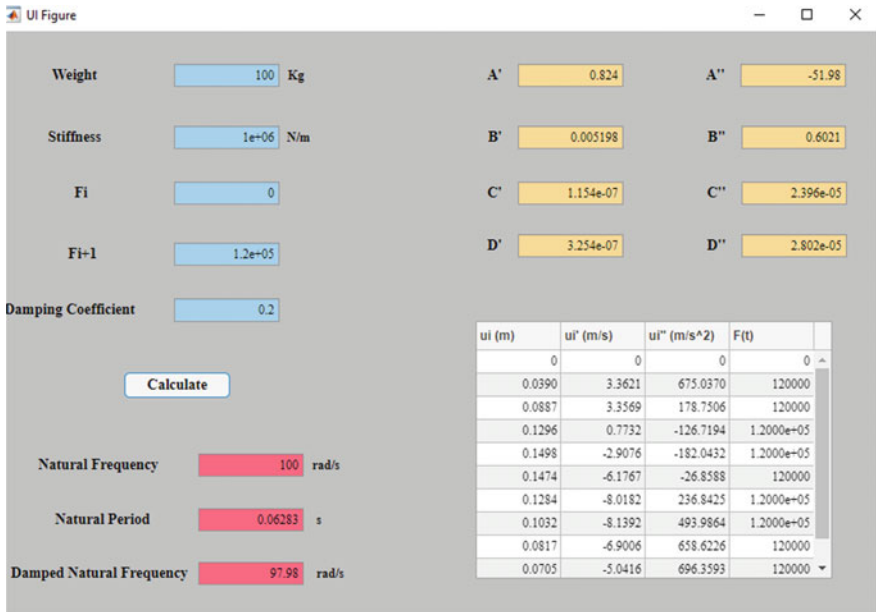 UI Figure
Weight 100 Kg A' 0.824 A'' -51.98
Stiffness 1e+06 N/m B' 0.005198 B'' 0.6021
Fi 0 C' 1.154e-07 C'' 2.396e-05
Fi+1 1.2e+05 D' 3.254e-07 D'' 2.802e-05
Damping Coefficient 0.2
Calculate
Natural Frequency 100 rad/s
Natural Period 0.06283 s
Damped Natural Frequency 97.98 rad/s
ui (m) ui' (m/s) ui'' (m/s^2) F(t)
0 0 0 0
0.0390 3.3621 675.0370 120000
0.0887 3.3569 178.7506 120000
0.1296 0.7732 -126.7194 1.2000e+05
0.1498 -2.9076 -182.0432 1.2000e+05
0.1474 -6.1767 -26.8588 120000
0.1284 -8.0182 236.8425 1.2000e+05
0.1032 -8.1392 493.9864 1.2000e+05
0.0817 -6.9006 658.6226 120000
0.0705 -5.0416 696.3593 120000